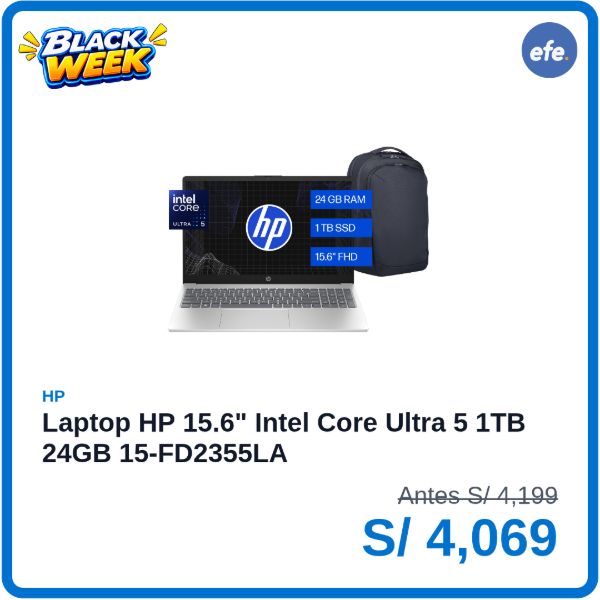 BLACK
WEEK
efe.
intel
CORE
ULTRA 5
hp
24 GB RAM
1 TB SSD
15.6" FHD
HP
Laptop HP 15.6" Intel Core Ultra 5 1TB
24GB 15-FD2355LA
Antes S/ 4,199
S/ 4,069